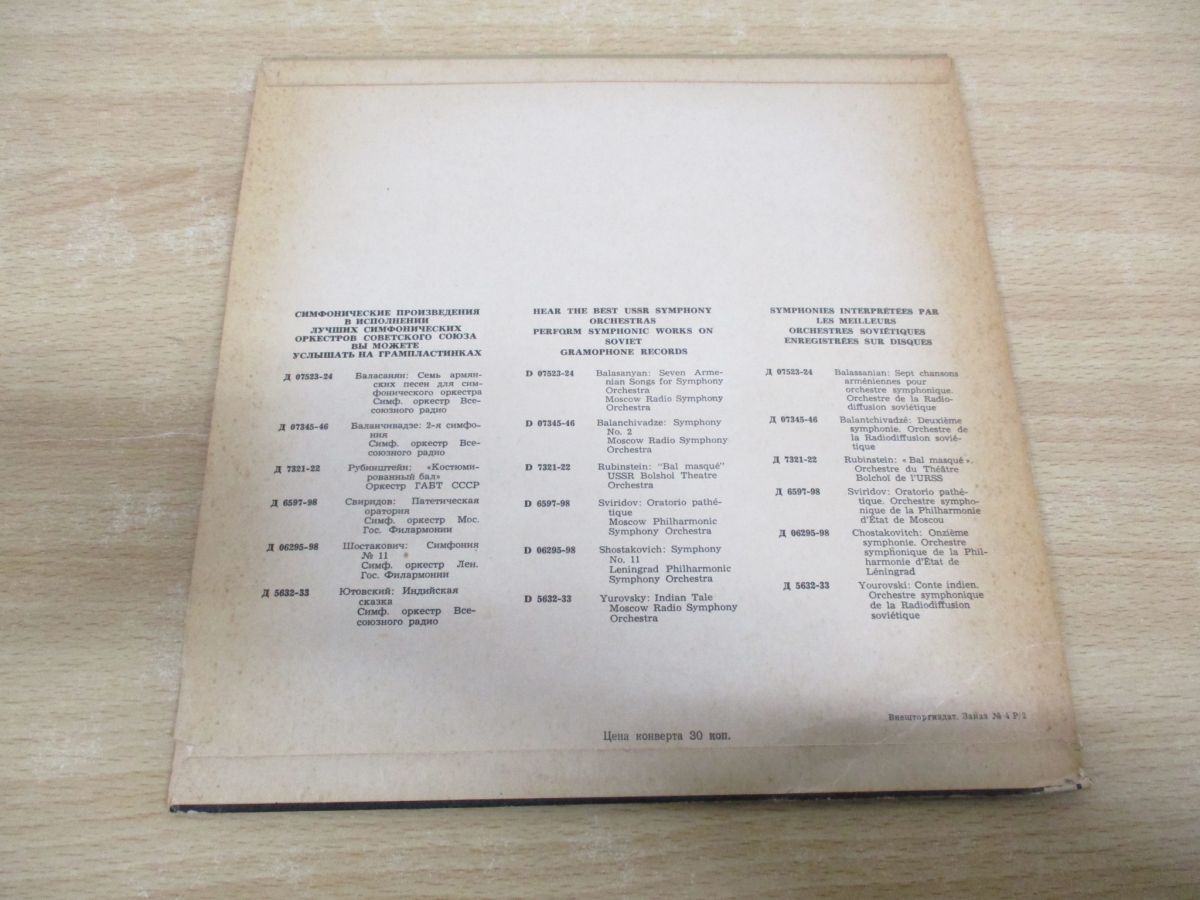 СИМФОНИЧЕСКИЕ ПРОИЗВЕДЕНИЯ
В ИСПОЛНЕНИИ
ЛУЧШИХ СИМФОНИЧЕСКИХ
ОРКЕСТРОВ СОВЕТСКОГО СОЮЗА
ВЫ МОЖЕТЕ
УСЛЫШАТЬ НА ГРАМПЛАСТИНКАХ
Д 07523-24 Баласанян: Семь армян-
ских песен для сим-
фонического оркестра
Симф. оркестр Все-
союзного радио
Д 07345-46 Баланчивадзе: 2-я симфо-
ния
Симф. оркестр Все-
союзного радио
Д 7321-22 Рубинштейн: «Костюми-
рованный бал»
Оркестр ГАБТ СССР
Д 6597-98 Свиридов: Патетическая
оратория
Симф. оркестр Мос.
Гос. Филармонии
Д 06295-98 Шостакович: Симфония
№ 11
Симф. оркестр Лен.
Гос. Филармонии
Д 5632-33 Ютовский: Индийская
сказка
Симф. оркестр Все-
союзного радио
HEAR THE BEST USSR SYMPHONY
ORCHESTRAS
PERFORM SYMPHONIC WORKS ON
SOVIET
GRAMOPHONE RECORDS
D 07523-24 Balasanyan: Seven Arme-
nian Songs for Symphony
Orchestra
Moscow Radio Symphony
Orchestra
D 07345-46 Balanchivadze: Symphony
No. 2
Moscow Radio Symphony
Orchestra
D 7321-22 Rubinstein: "Bal masqué"
USSR Bolshoi Theatre
Orchestra
D 6597-98 Sviridov: Oratorio pathé-
tique
Moscow Philharmonic
Symphony Orchestra
D 06295-98 Shostakovich: Symphony
No. 11
Leningrad Philharmonic
Symphony Orchestra
D 5632-33 Yurovsky: Indian Tale
Moscow Radio Symphony
Orchestra
SYMPHONIES INTERPRÉTÉES PAR
LES MEILLEURS
ORCHESTRES SOVIÉTIQUES
ENREGISTRÉES SUR DISQUES
Д 07523-24 Balassanian: Sept chansons
arméniennes pour
orchestre symphonique.
Orchestre de la Radio-
diffusion soviétique
Д 07345-46 Balantchivadzé: Deuxième
symphonie. Orchestre de
la Radiodiffusion sovié-
tique
Д 7321-22 Rubinstein: «Bal masqué».
Orchestre du Théâtre
Bolchoï de l'URSS
Д 6597-98 Sviridov: Oratorio pathé-
tique. Orchestre sympho-
nique de la Philharmonie
d'État de Moscou
Д 06295-98 Chostakovitch: Onzième
symphonie. Orchestre
symphonique de la Phil-
harmonie d'État de
Léningrad
Д 5632-33 Yourovski: Conte indien.
Orchestre symphonique
de la Radiodiffusion
soviétique
Внешторгиздат. Заказ № 4 Р/2
Цена конверта 30 коп.